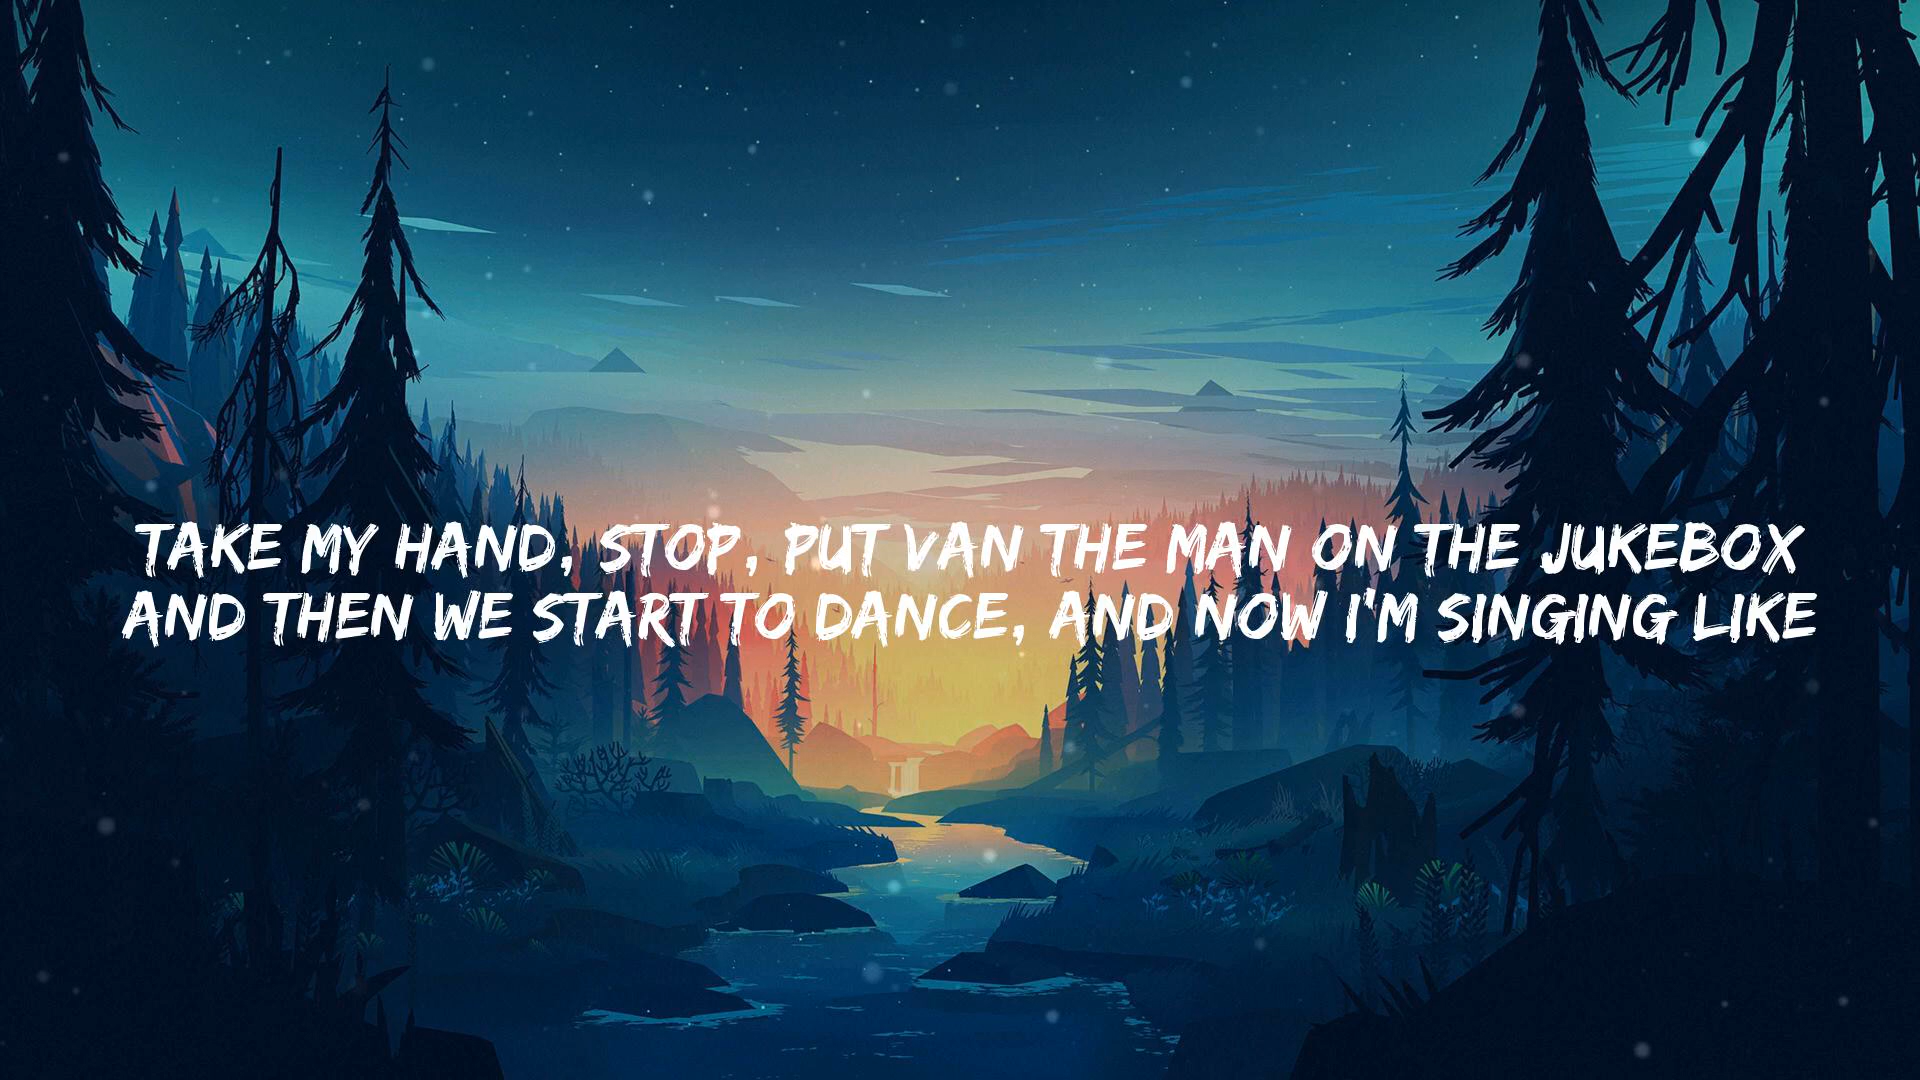 TAKE MY HAND, STOP, PUT VAN THE MAN ON THE JUKEBOX
AND THEN WE START TO DANCE, AND NOW I'M SINGING LIKE